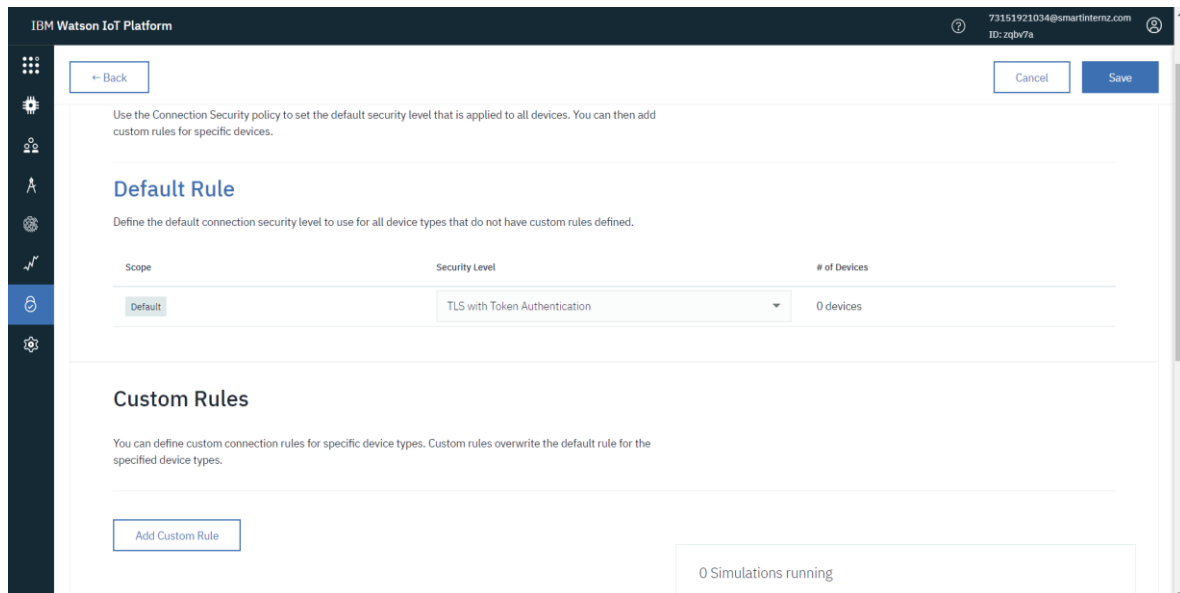 IBM Watson IoT Platform
73151921034@smartinternz.com
ID: zqbv7a
← Back
Cancel
Save
Use the Connection Security policy to set the default security level that is applied to all devices. You can then add
custom rules for specific devices.
Default Rule
Define the default connection security level to use for all device types that do not have custom rules defined.
Scope
Security Level
# of Devices
Default
TLS with Token Authentication
0 devices
Custom Rules
You can define custom connection rules for specific device types. Custom rules overwrite the default rule for the
specified device types.
Add Custom Rule
0 Simulations running